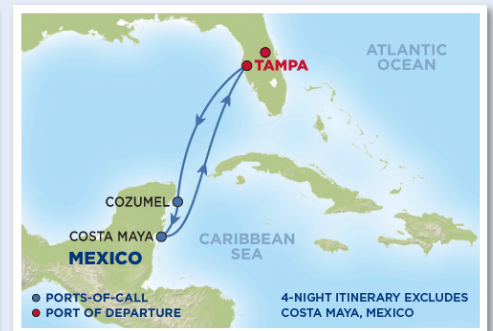 ATLANTIC
OCEAN
TAMPA
COZUMEL
COSTA MAYA
MEXICO
CARIBBEAN
SEA
PORTS-OF-CALL
PORT OF DEPARTURE
4-NIGHT ITINERARY EXCLUDES
COSTA MAYA, MEXICO